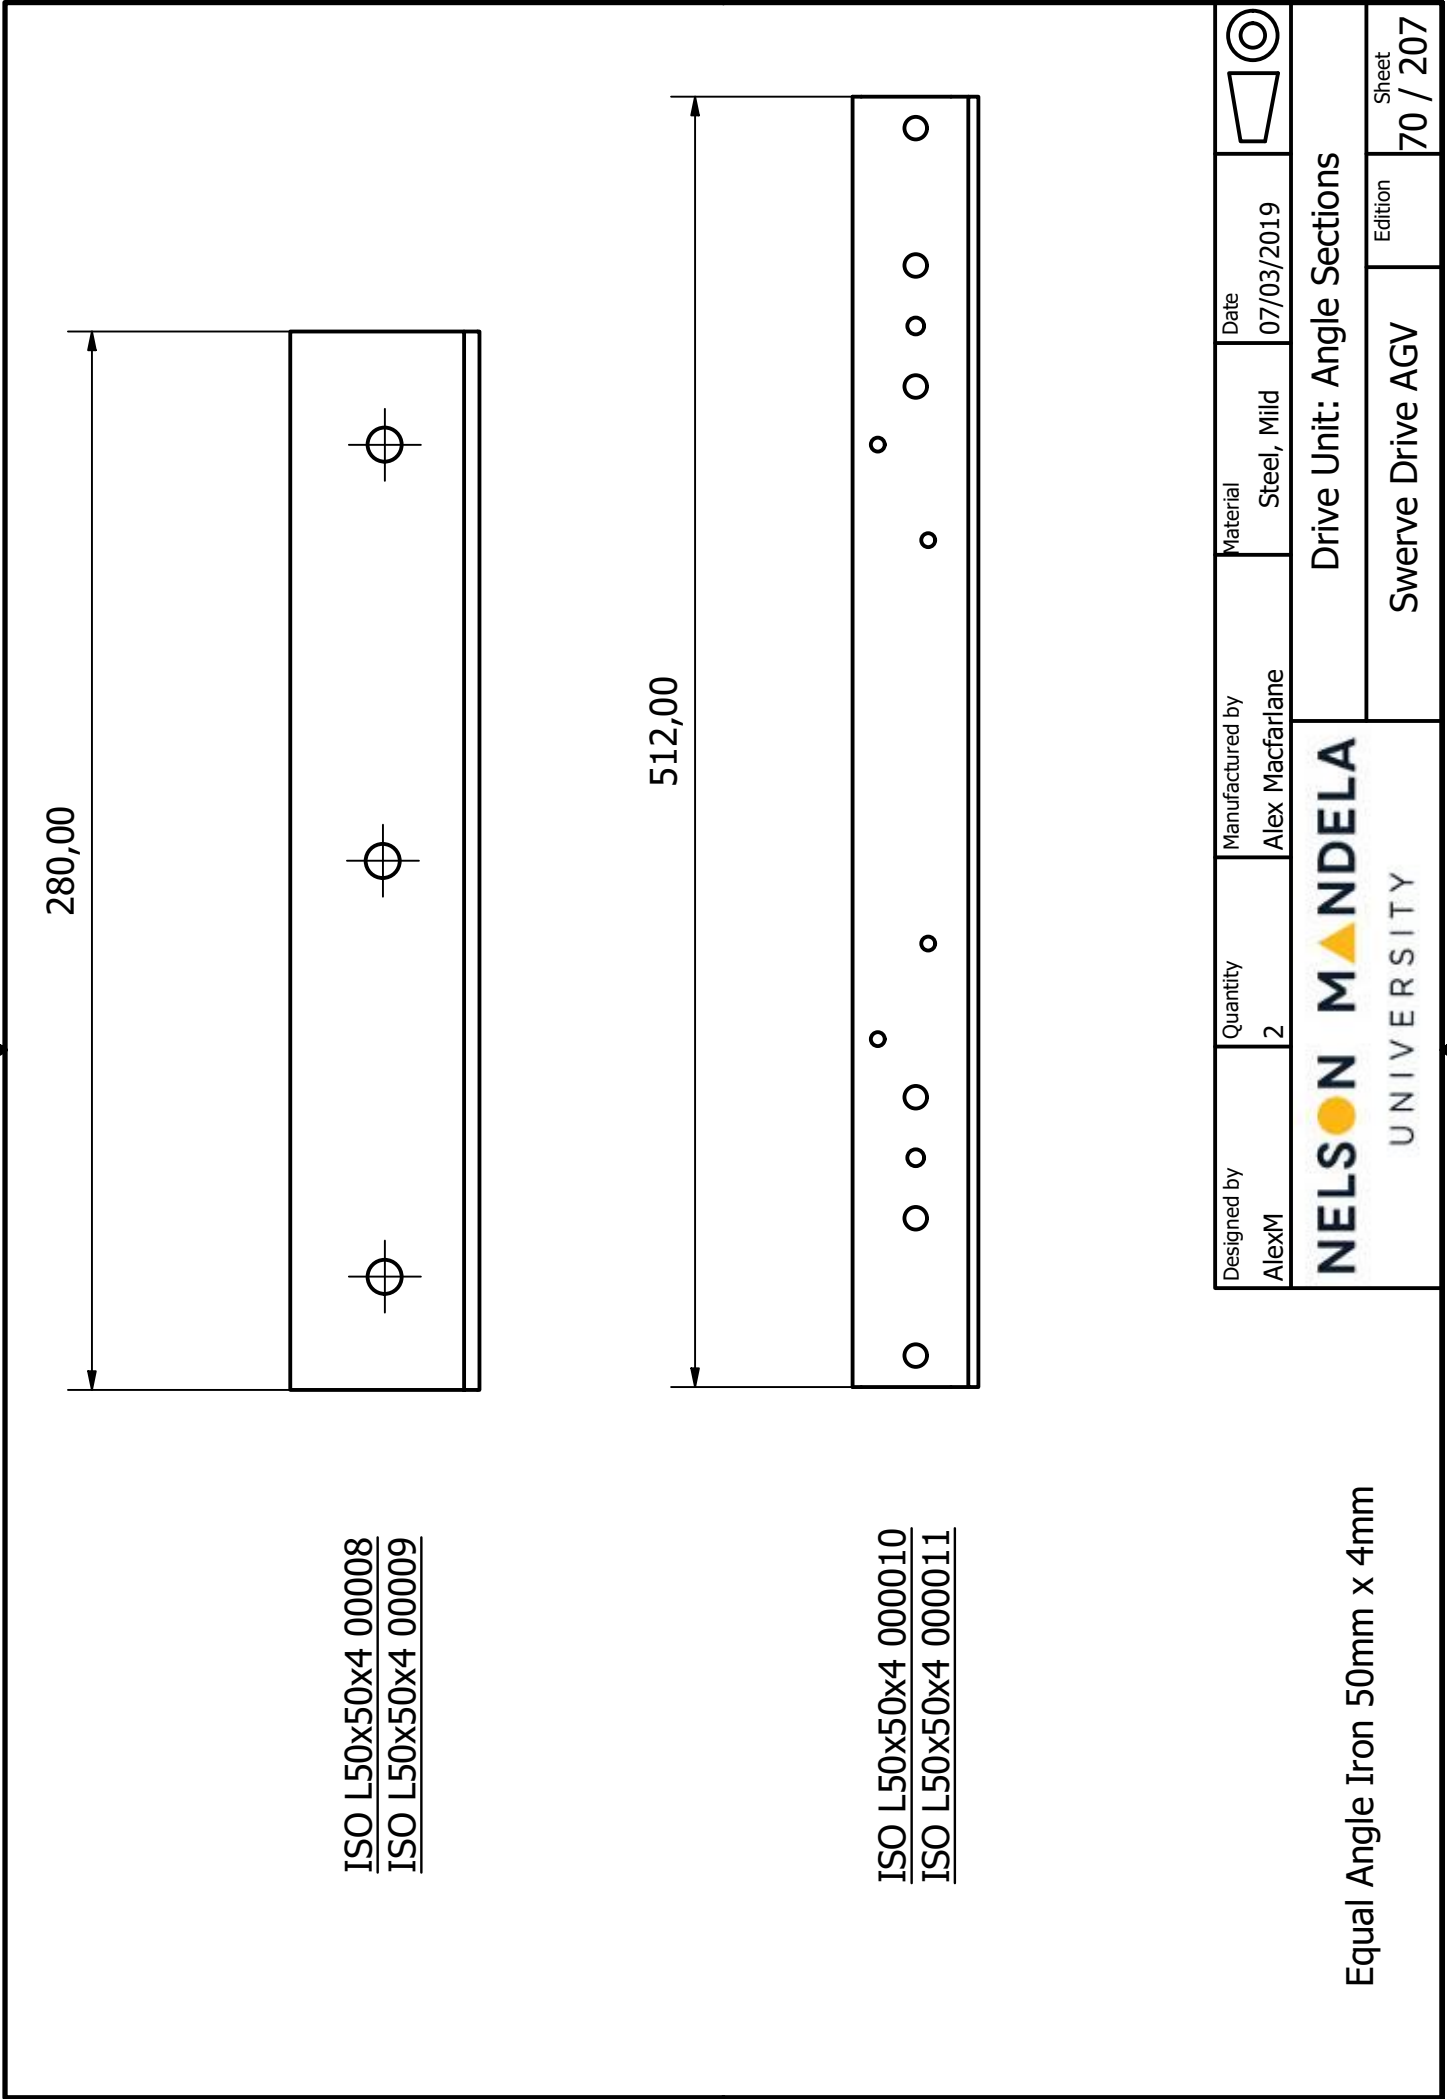 280,00
ISO L50x50x4 00008
ISO L50x50x4 00009
512,00
ISO L50x50x4 000010
ISO L50x50x4 000011
Equal Angle Iron 50mm x 4mm
Designed by
AlexM
Quantity
2
Manufactured by
Alex Macfarlane
Material
Steel, Mild
Date
07/03/2019
NELSON MANDELA
UNIVERSITY
Drive Unit: Angle Sections
Swerve Drive AGV
Edition
Sheet
70 / 207